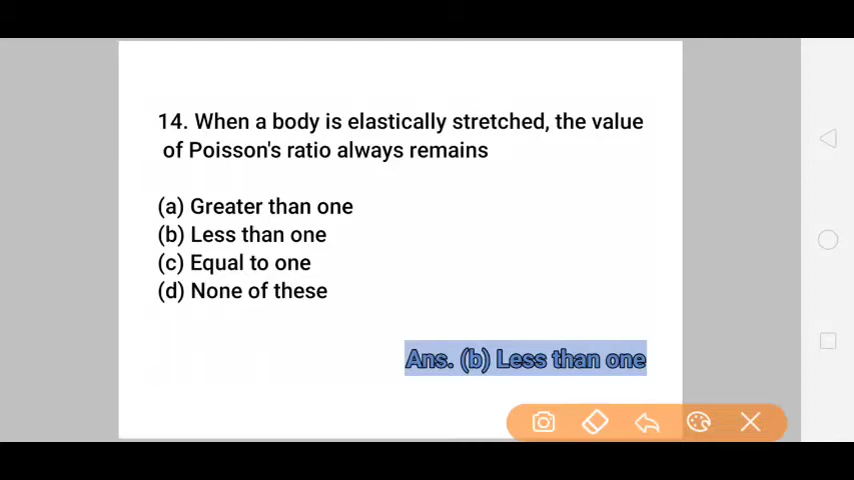 14. When a body is elastically stretched, the value
of Poisson's ratio always remains
(a) Greater than one
(b) Less than one
(c) Equal to one
(d) None of these
Ans. (b) Less than one